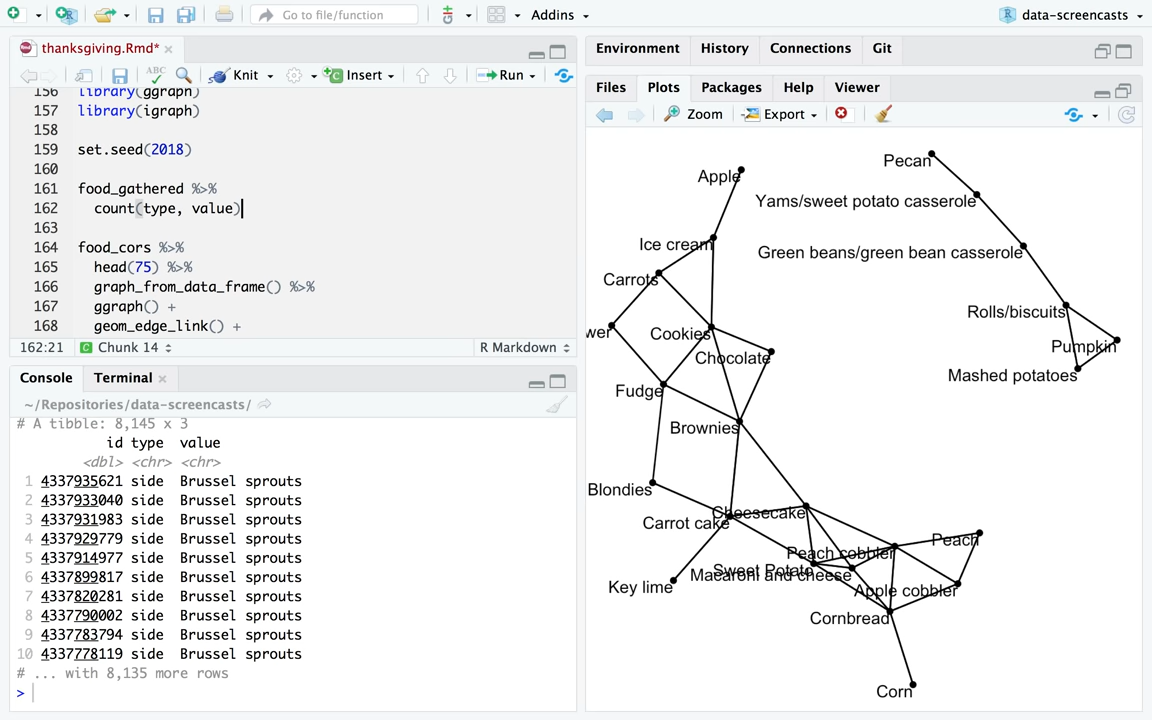 Go to file/function
Addins
data-screencasts
thanksgiving.Rmd*
ABC
Knit
Insert
Run
156 library(ggraph)
157 library(igraph)
158
159 set.seed(2018)
160
161 food_gathered %>%
162 count(type, value)
163
164 food_cors %>%
165 head(75) %>%
166 graph_from_data_frame() %>%
167 ggraph() +
168 geom_edge_link() +
162:21 Chunk 14 R Markdown
Console Terminal
~/Repositories/data-screencasts/
# A tibble: 8,145 x 3
id type value
<dbl> <chr> <chr>
1 4337935621 side Brussel sprouts
2 4337933040 side Brussel sprouts
3 4337931983 side Brussel sprouts
4 4337929779 side Brussel sprouts
5 4337914977 side Brussel sprouts
6 4337899817 side Brussel sprouts
7 4337820281 side Brussel sprouts
8 4337790002 side Brussel sprouts
9 4337783794 side Brussel sprouts
10 4337778119 side Brussel sprouts
# ... with 8,135 more rows
>
Environment History Connections Git
Files Plots Packages Help Viewer
Zoom Export
Pecan
Apple
Yams/sweet potato casserole
Ice cream
Green beans/green bean casserole
Carrots
Rolls/biscuits
wer
Cookies
Pumpkin
Chocolate
Mashed potatoes
Fudge
Brownies
Blondies
Cheesecake
Carrot cake
Peach
Peach cobbler
Sweet Potato
Macaroni and cheese
Key lime
Apple cobbler
Cornbread
Corn